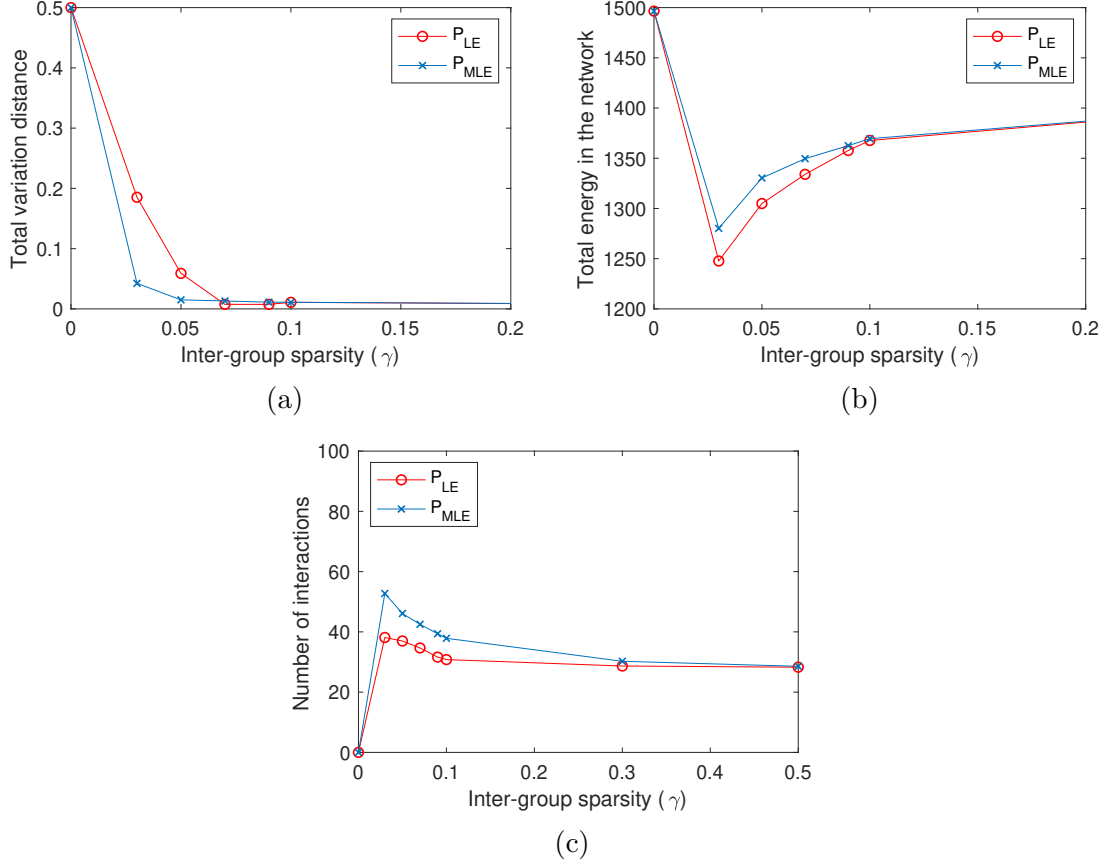 0.5
0.4
0.3
0.2
0.1
0
Total variation distance
0 0.05 0.1 0.15 0.2
Inter-group sparsity (γ)
P_LE
P_MLE
(a)
1500
1450
1400
1350
1300
1250
1200
Total energy in the network
0 0.05 0.1 0.15 0.2
Inter-group sparsity (γ)
P_LE
P_MLE
(b)
100
80
60
40
20
0
Number of interactions
0 0.1 0.2 0.3 0.4 0.5
Inter-group sparsity (γ)
P_LE
P_MLE
(c)